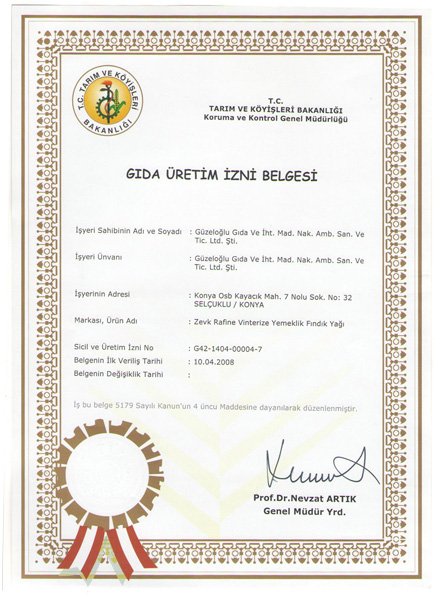 T.C. TARIM VE KÖYİŞLERİ
BAKANLIĞI
T.C.
TARIM VE KÖYİŞLERİ BAKANLIĞI
Koruma ve Kontrol Genel Müdürlüğü
GIDA ÜRETİM İZNİ BELGESİ
İşyeri Sahibinin Adı ve Soyadı : Güzeloğlu Gıda Ve İht. Mad. Nak. Amb. San. Ve
Tic. Ltd. Şti.
İşyeri Ünvanı : Güzeloğlu Gıda Ve İht. Mad. Nak. Amb. San. Ve
Tic. Ltd. Şti.
İşyerinin Adresi : Konya Osb Kayacık Mah. 7 Nolu Sok. No: 32
SELÇUKLU / KONYA
Markası, Ürün Adı : Zevk Rafine Vinterize Yemeklik Fındık Yağı
Sicil ve Üretim İzni No : G42-1404-00004-7
Belgenin İlk Veriliş Tarihi : 10.04.2008
Belgenin Değişiklik Tarihi :
İş bu belge 5179 Sayılı Kanun'un 4 üncu Maddesine dayanılarak düzenlenmiştir.
Prof.Dr.Nevzat ARTIK
Genel Müdür Yrd.